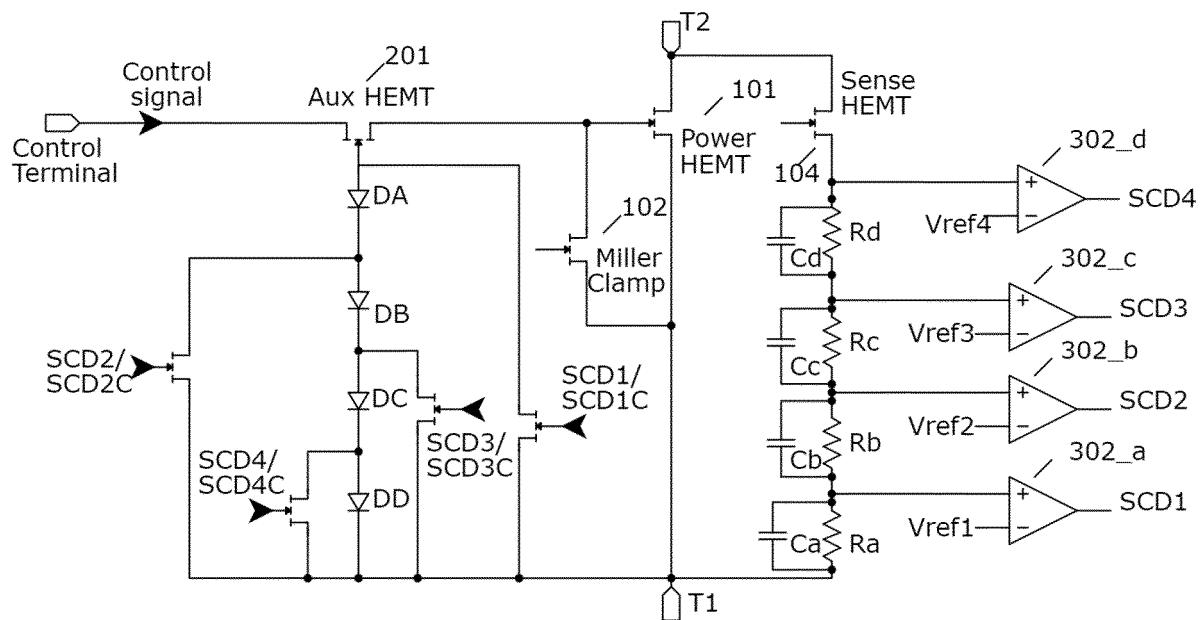 T2
201
Control
signal
Aux HEMT
Control
Terminal
101
Power
HEMT
Sense
HEMT
104
302_d
SCD4
Vref4
DA
102
Miller
Clamp
Cd
Rd
302_c
SCD3
Vref3
DB
Cc
Rc
302_b
SCD2/
SCD2C
DC
SCD1/
SCD1C
SCD2
Vref2
SCD3/
SCD3C
Cb
Rb
302_a
SCD4/
SCD4C
DD
SCD1
Vref1
Ca
Ra
T1